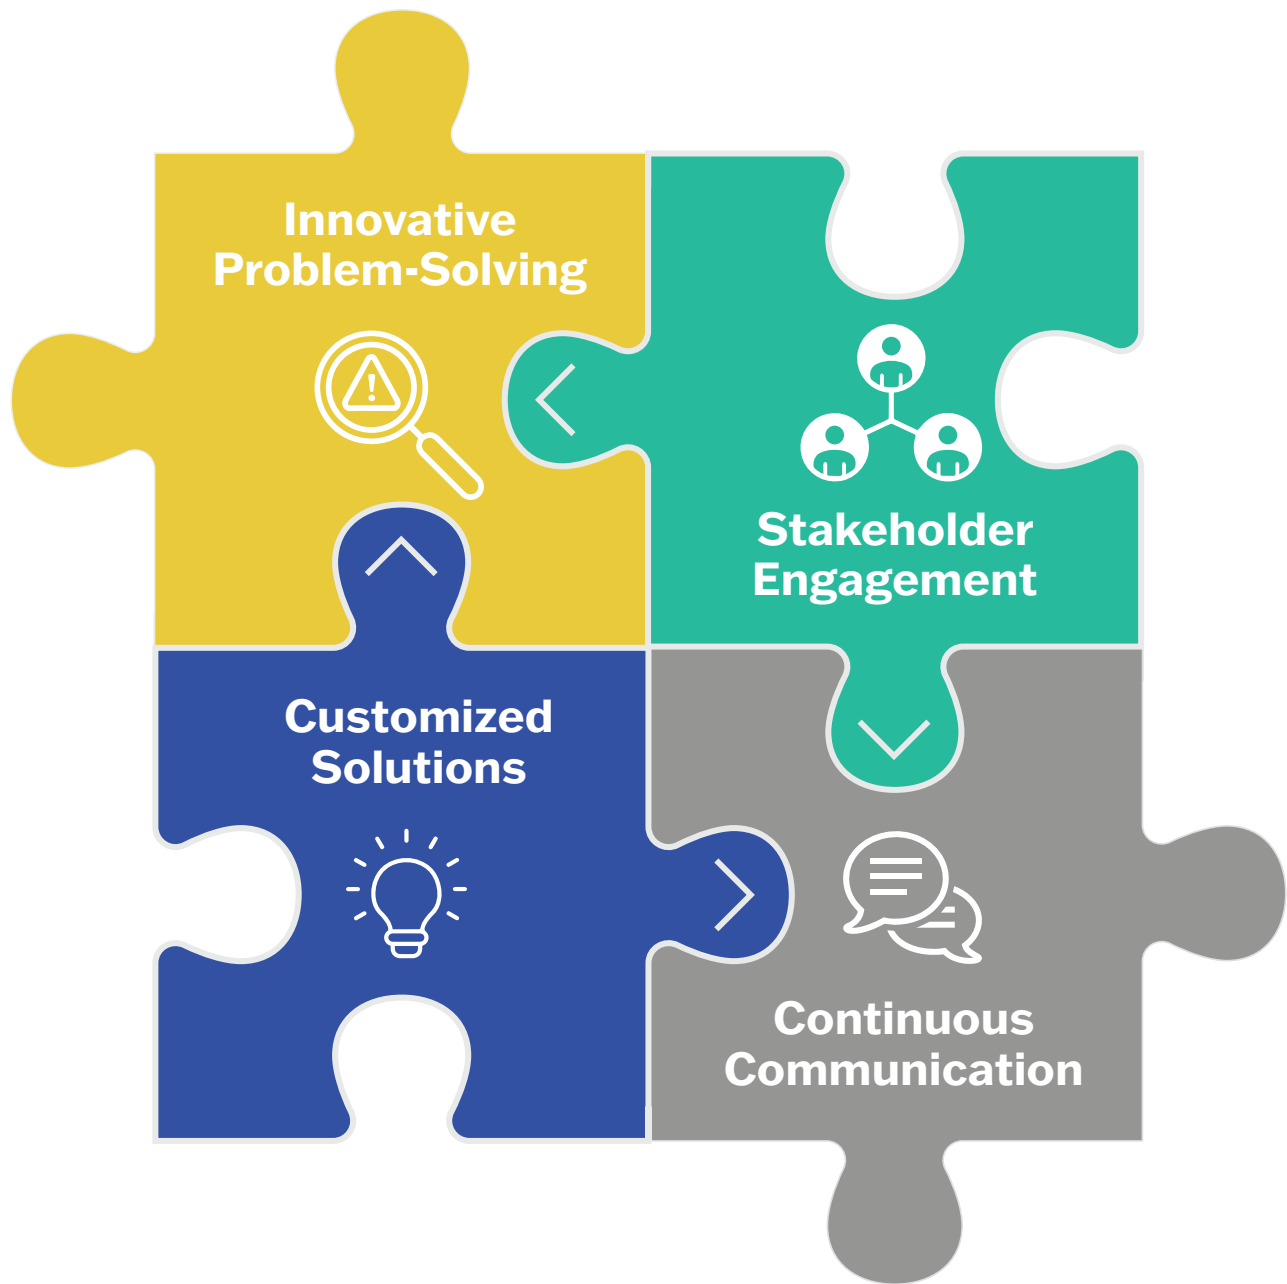 Innovative
Problem-Solving
Stakeholder
Engagement
Customized
Solutions
Continuous
Communication